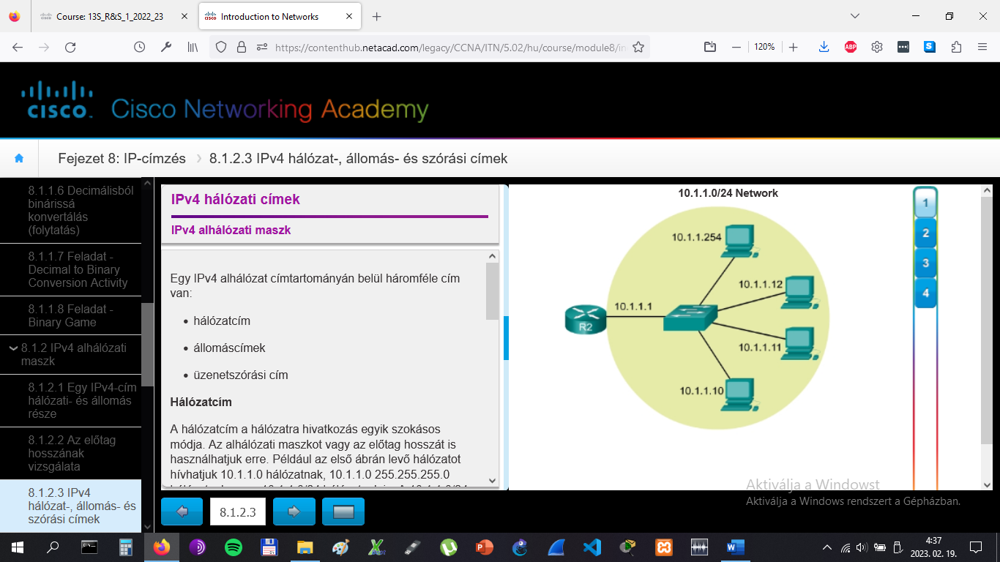 Course: 13S_R&S_1_2022_23
Introduction to Networks
https://contenthub.netacad.com/legacy/CCNA/ITN/5.02/hu/course/module8/in
120%
ABP
CISCO
Cisco Networking Academy
Fejezet 8: IP-címzés
8.1.2.3 IPv4 hálózat-, állomás- és szórási címek
8.1.1.6 Decimálisból
binárissá
konvertálás
(folytatás)
8.1.1.7 Feladat -
Decimal to Binary
Conversion Activity
8.1.1.8 Feladat -
Binary Game
8.1.2 IPv4 alhálózati
maszk
8.1.2.1 Egy IPv4-cím
hálózati- és állomás
része
8.1.2.2 Az előtag
hosszának
vizsgálata
8.1.2.3 IPv4
hálózat-, állomás- és
szórási címek
IPv4 hálózati címek
IPv4 alhálózati maszk
Egy IPv4 alhálózat címtartományán belül háromféle cím
van:
hálózatcím
állomáscímek
üzenetszórási cím
Hálózatcím
A hálózatcím a hálózatra hivatkozás egyik szokásos
módja. Az alhálózati maszkot vagy az előtag hosszát is
használhatjuk erre. Például az első ábrán levő hálózatot
hívhatjuk 10.1.1.0 hálózatnak, 10.1.1.0 255.255.255.0
8.1.2.3
10.1.1.0/24 Network
10.1.1.254
10.1.1.12
10.1.1.1
R2
10.1.1.11
10.1.1.10
1
2
3
4
Aktiválja a Windowst
Aktiválja a Windows rendszert a Gépházban.
4:37
2023. 02. 19.